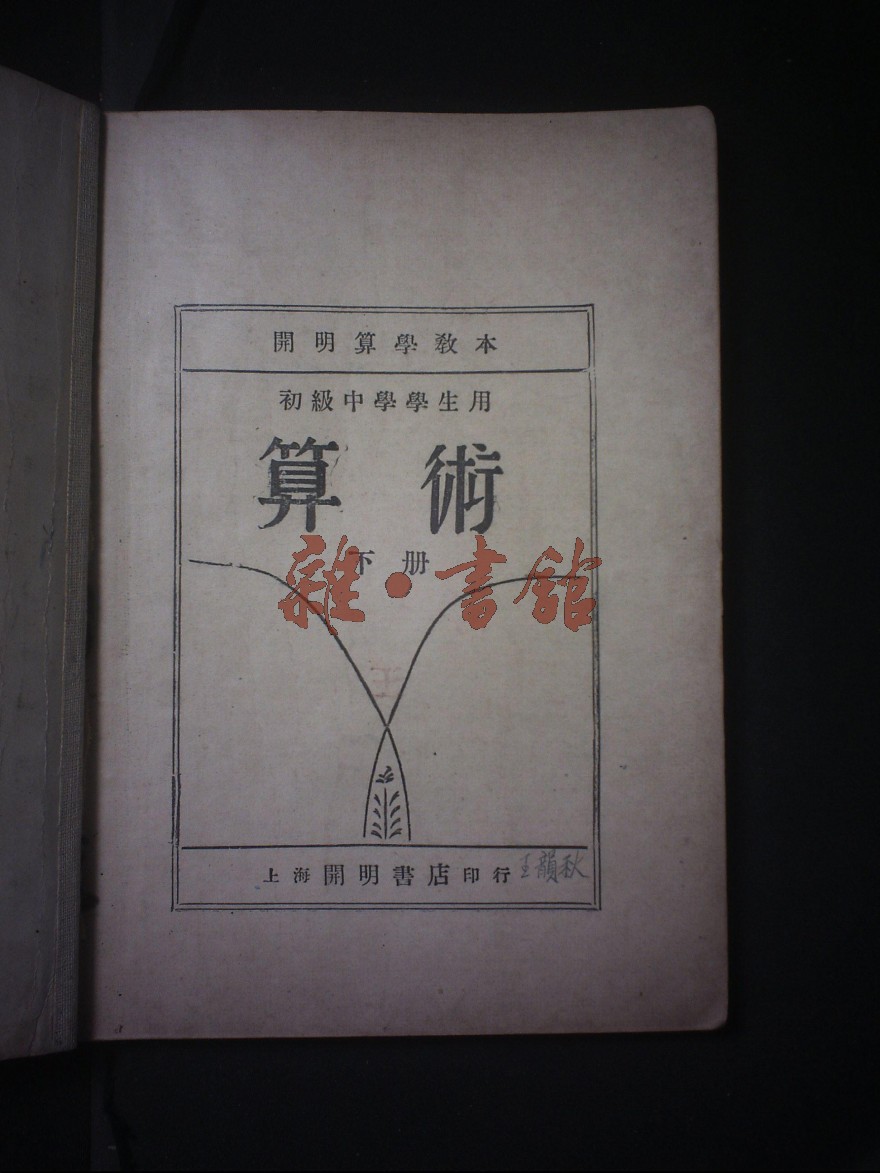 開明算學教本
初級中學學生用
算術
下册
雜·書館
王
上海開明書店印行
王韻秋